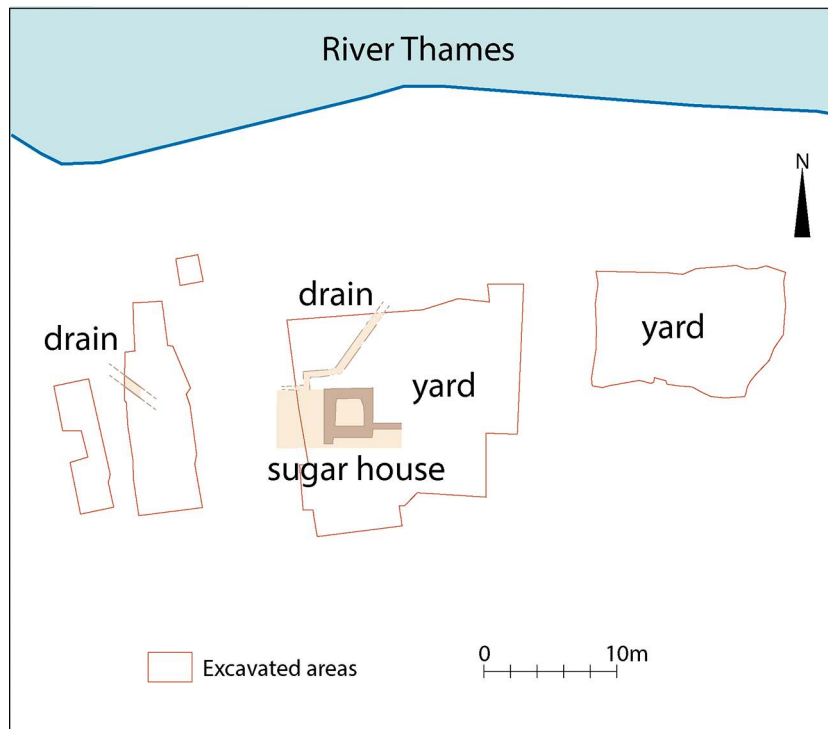 River Thames
N
drain
yard
drain
yard
sugar house
Excavated areas
0 10m